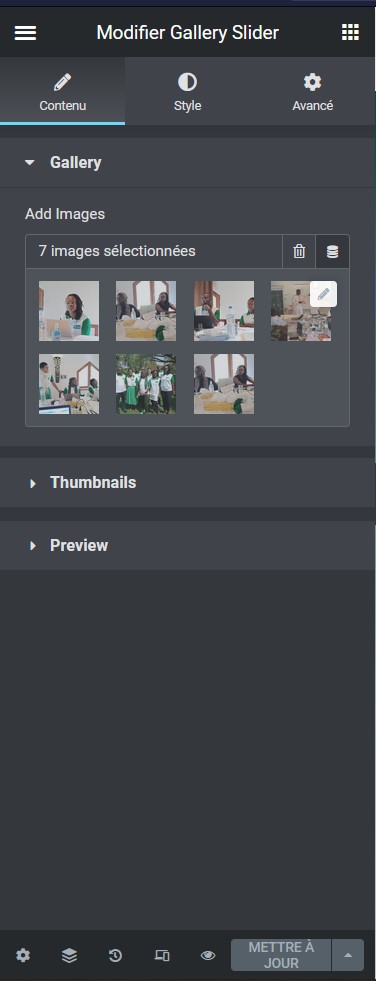 Modifier Gallery Slider
Contenu
Style
Avancé
Gallery
Add Images
7 images sélectionnées
Thumbnails
Preview
METTRE À
JOUR